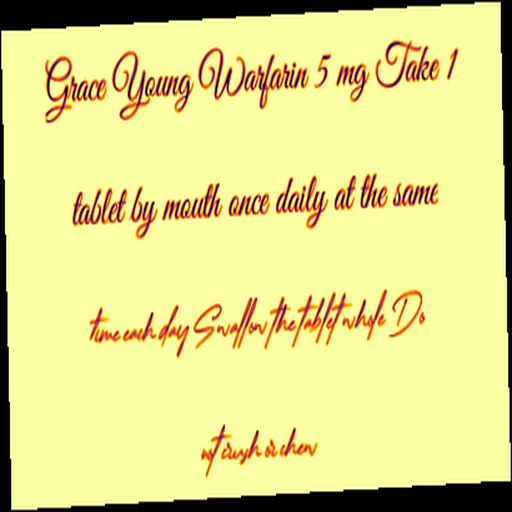 Grace Young Warfarin 5 mg Take 1
tablet by mouth once daily at the same
time each day Swallow the tablet whole Do
not crush or chew